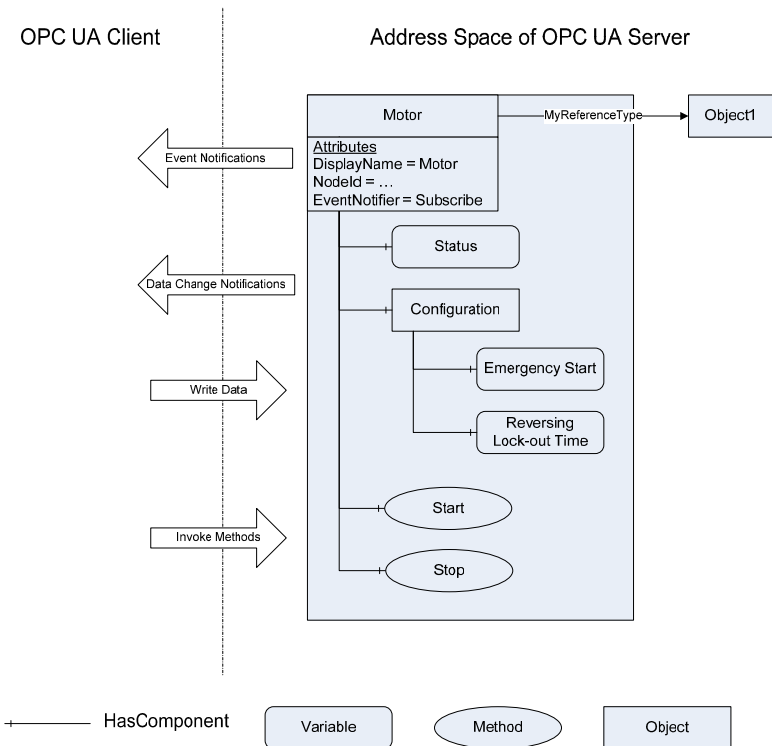 OPC UA Client
Address Space of OPC UA Server
Motor
MyReferenceType
Object1
Attributes
DisplayName = Motor
NodeId = …
EventNotifier = Subscribe
Event Notifications
Status
Data Change Notifications
Configuration
Emergency Start
Write Data
Reversing
Lock-out Time
Start
Invoke Methods
Stop
HasComponent
Variable
Method
Object